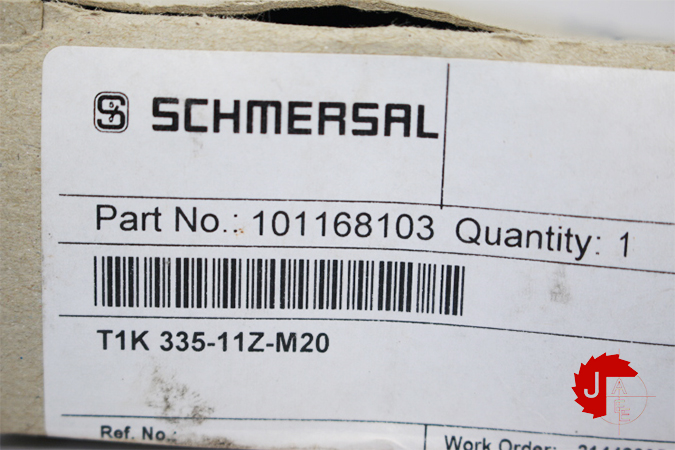 SCHMERSAL
Part No.: 101168103 Quantity: 1
T1K 335-11Z-M20
Ref. No.:
Work Order:
J